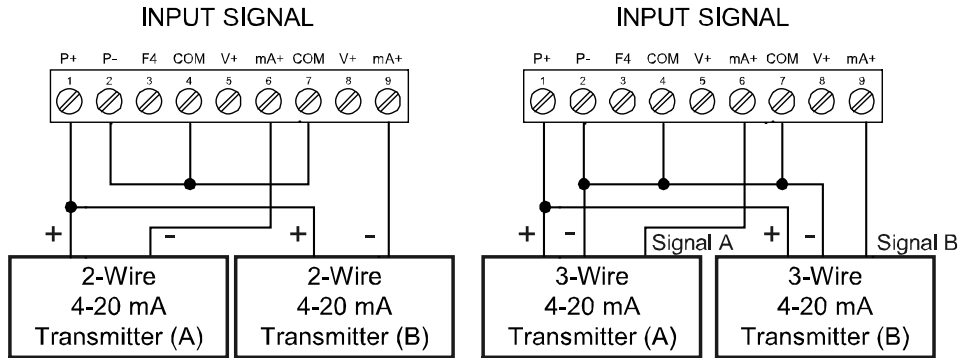 INPUT SIGNAL
P+ P- F4 COM V+ mA+ COM V+ mA+
1 2 3 4 5 6 7 8 9
+ - + -
2-Wire
4-20 mA
Transmitter (A)
2-Wire
4-20 mA
Transmitter (B)
INPUT SIGNAL
P+ P- F4 COM V+ mA+ COM V+ mA+
1 2 3 4 5 6 7 8 9
+ - Signal A + - Signal B
3-Wire
4-20 mA
Transmitter (A)
3-Wire
4-20 mA
Transmitter (B)